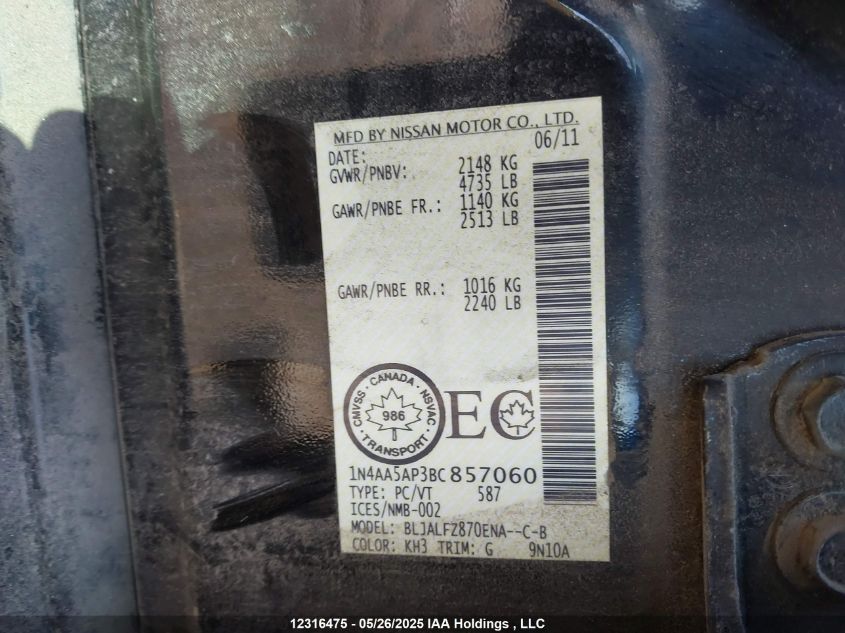 MFD BY NISSAN MOTOR CO., LTD.
DATE: 06/11
GVWR/PNBV: 2148 KG
4735 LB
GAWR/PNBE FR.: 1140 KG
2513 LB
GAWR/PNBE RR.: 1016 KG
2240 LB
CANADA
CMVSS · NSVAC
986
TRANSPORT
EC
1N4AA5AP3BC857060
TYPE: PC/VT 587
ICES/NMB-002
MODEL: BLJALFZ870ENA--C-B
COLOR: KH3 TRIM: G 9N10A
12316475 - 05/26/2025 IAA Holdings , LLC